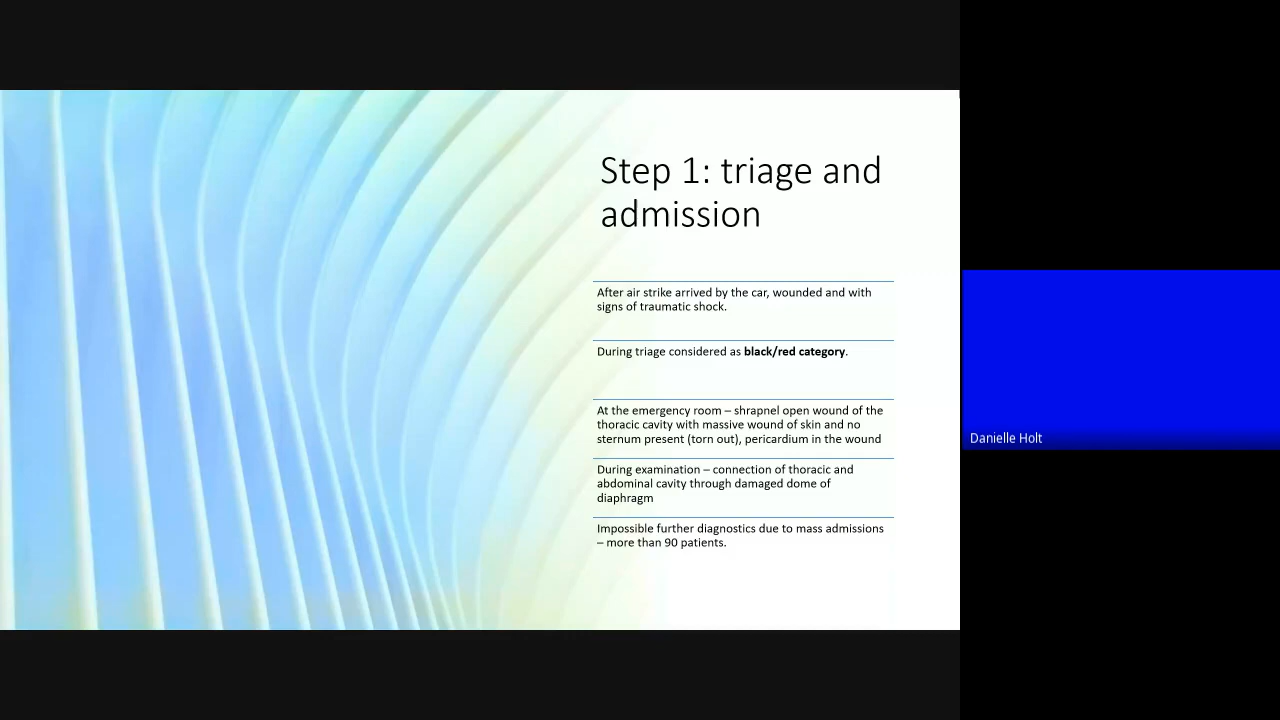 Step 1: triage and
admission
After air strike arrived by the car, wounded and with
signs of traumatic shock.
During triage considered as black/red category.
At the emergency room – shrapnel open wound of the
thoracic cavity with massive wound of skin and no
sternum present (torn out), pericardium in the wound
During examination – connection of thoracic and
abdominal cavity through damaged dome of
diaphragm
Impossible further diagnostics due to mass admissions
– more than 90 patients.
Danielle Holt